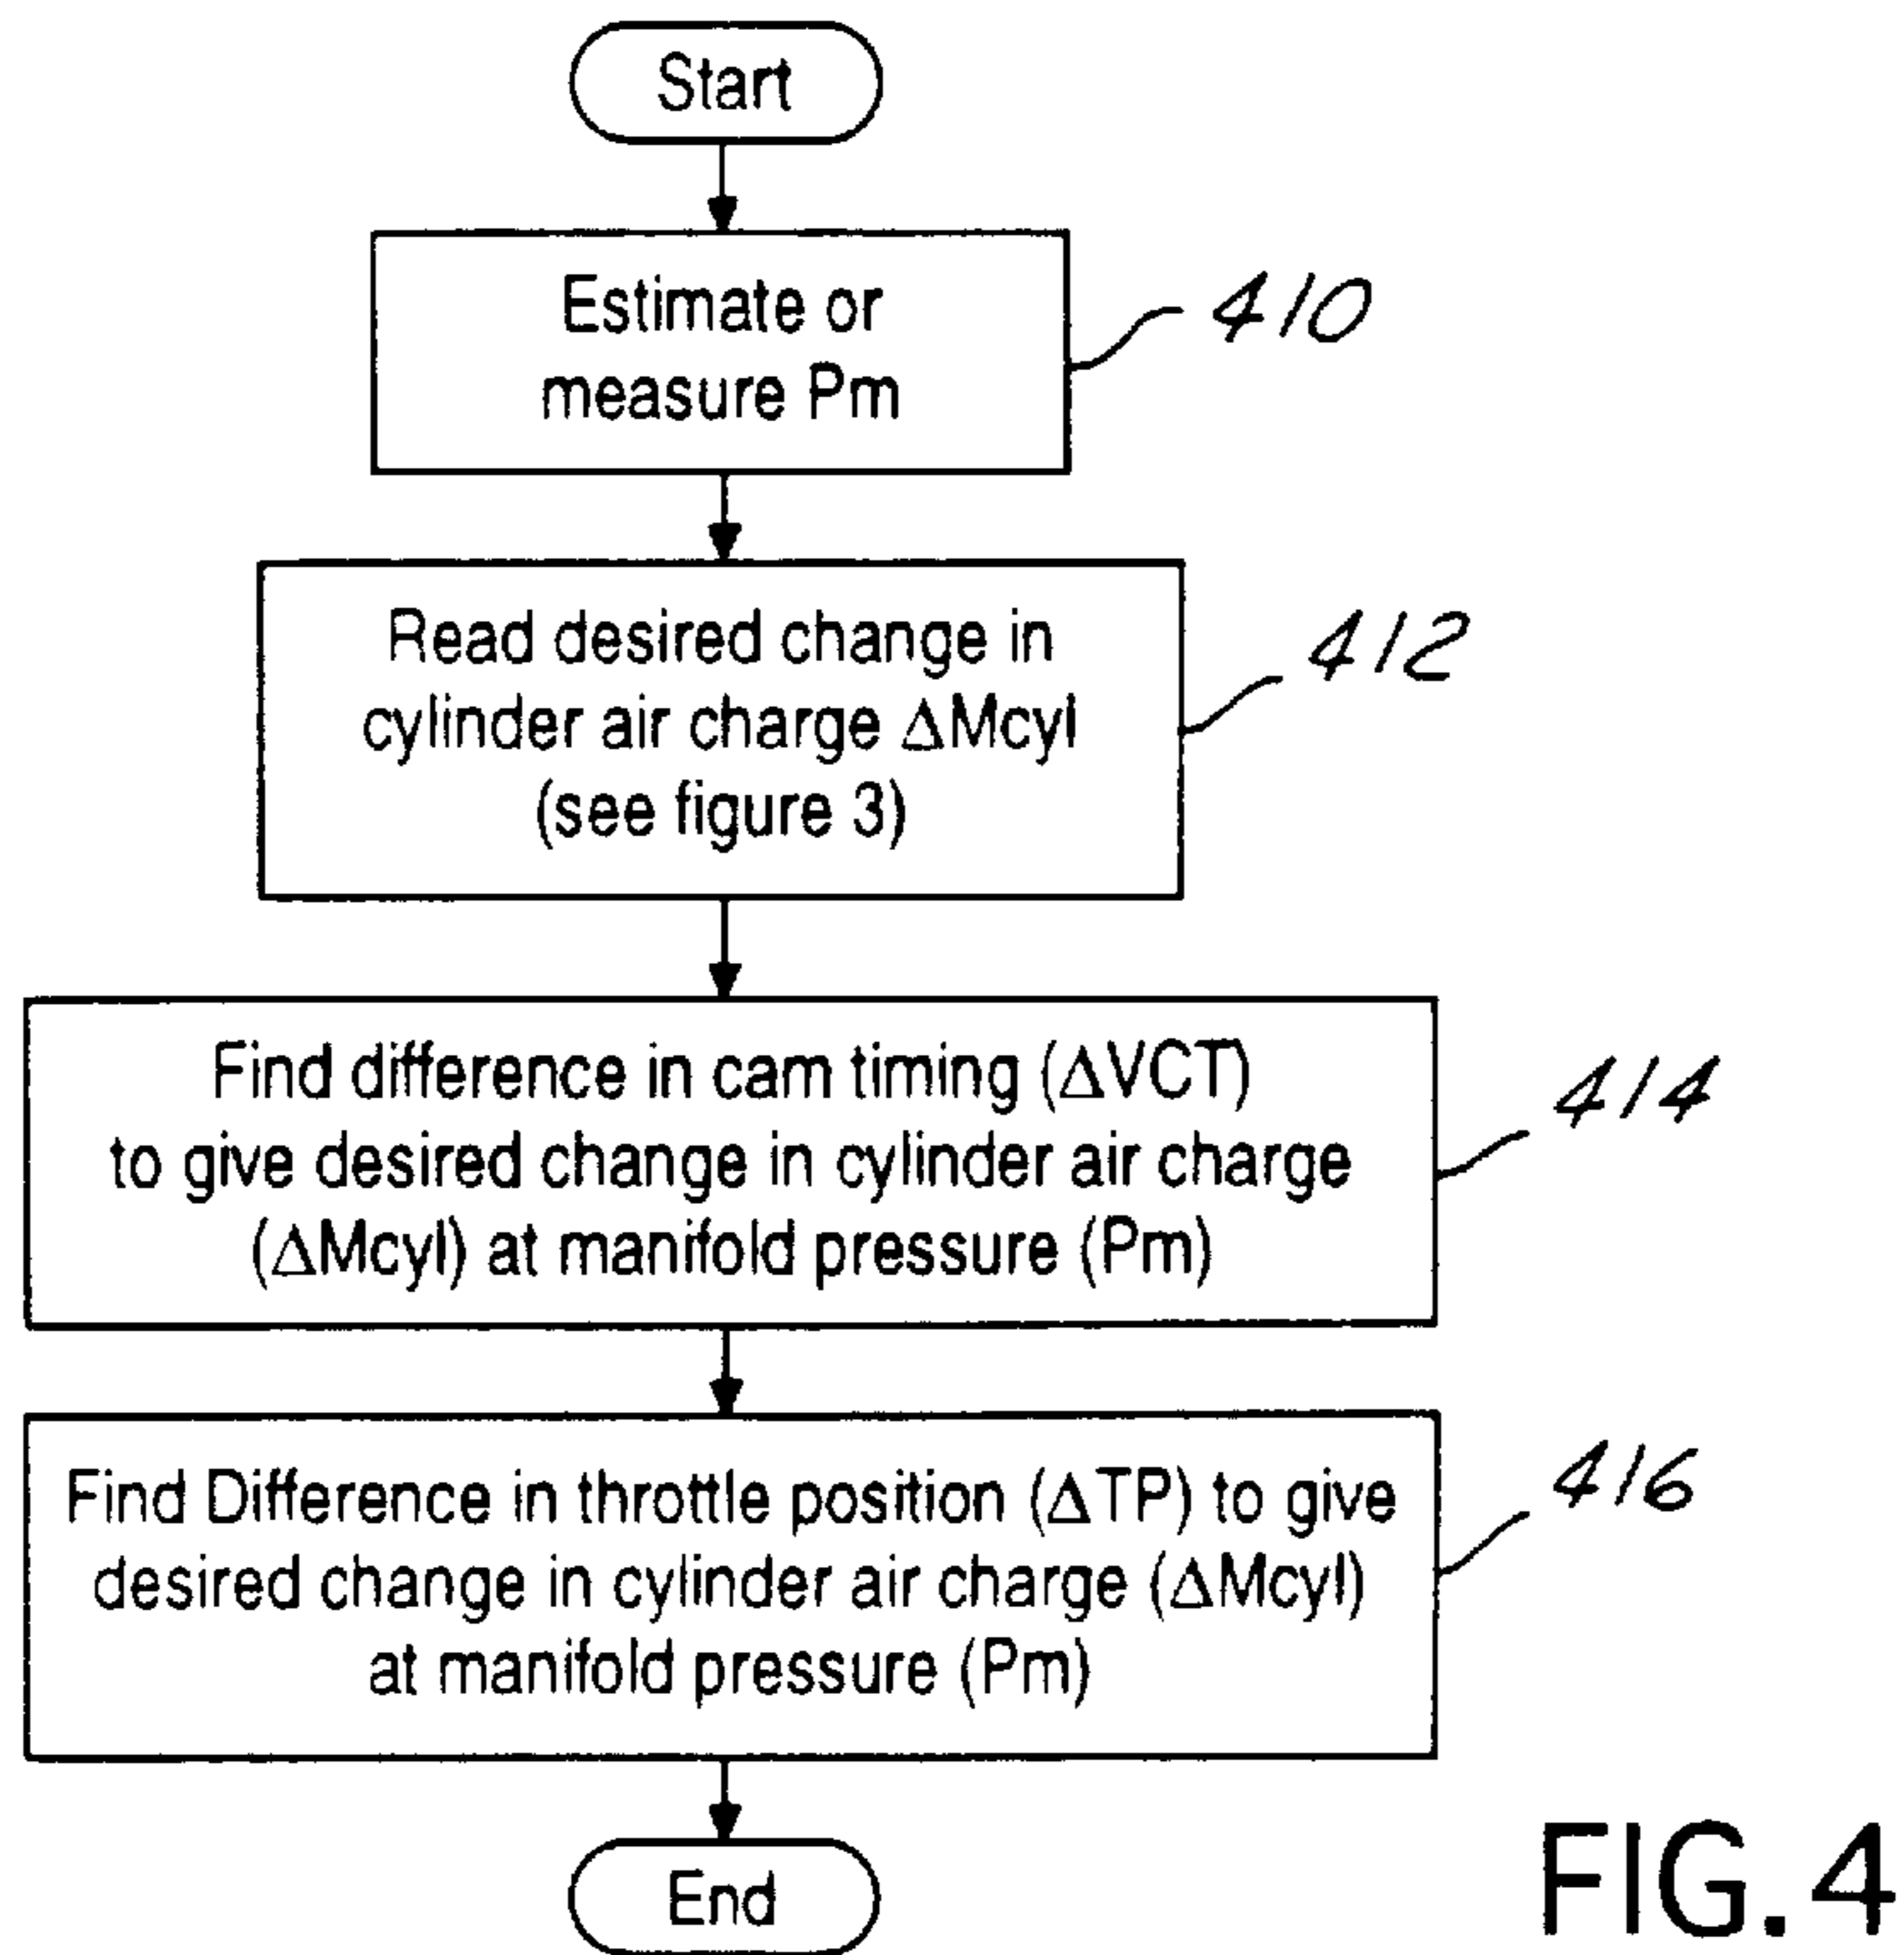 Start
Estimate or
measure Pm
410
Read desired change in
cylinder air charge ΔMcyl
(see figure 3)
412
Find difference in cam timing (ΔVCT)
to give desired change in cylinder air charge
(ΔMcyl) at manifold pressure (Pm)
414
Find Difference in throttle position (ΔTP) to give
desired change in cylinder air charge (ΔMcyl)
at manifold pressure (Pm)
416
End
FIG.4